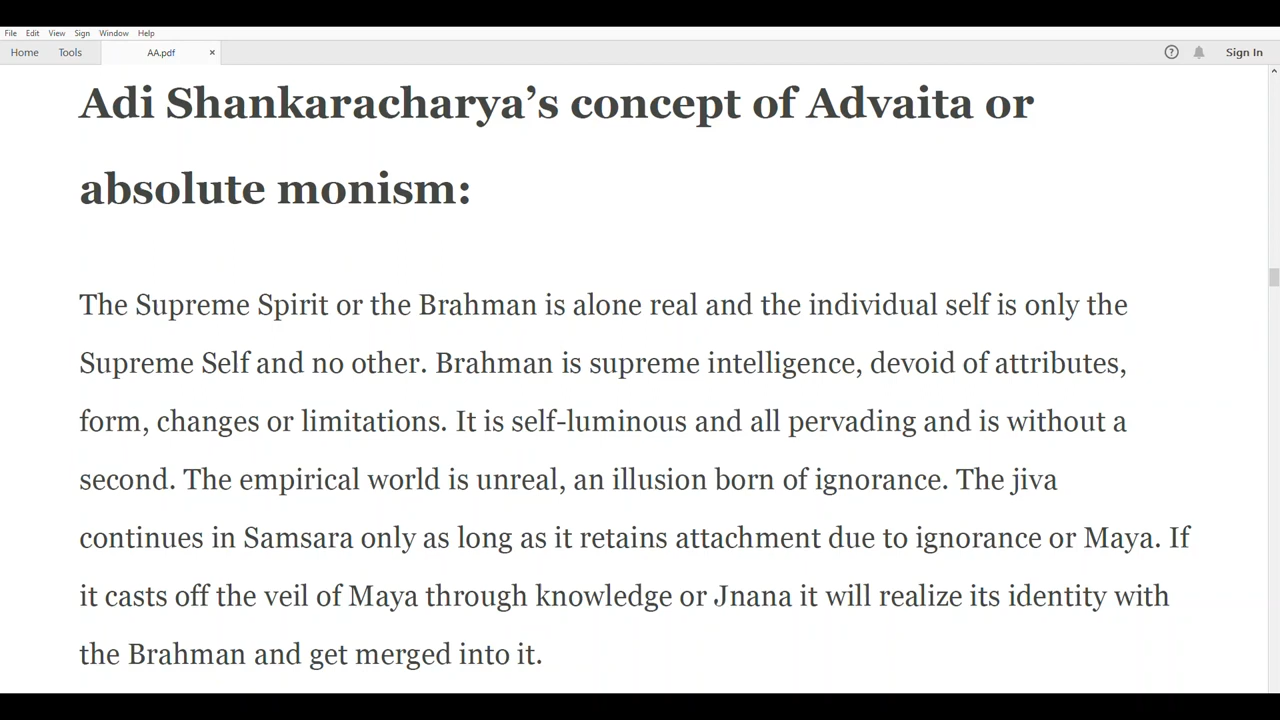 File Edit View Sign Window Help
Home Tools AA.pdf × ? Sign In
Adi Shankaracharya’s concept of Advaita or
absolute monism:
The Supreme Spirit or the Brahman is alone real and the individual self is only the
Supreme Self and no other. Brahman is supreme intelligence, devoid of attributes,
form, changes or limitations. It is self-luminous and all pervading and is without a
second. The empirical world is unreal, an illusion born of ignorance. The jiva
continues in Samsara only as long as it retains attachment due to ignorance or Maya. If
it casts off the veil of Maya through knowledge or Jnana it will realize its identity with
the Brahman and get merged into it.